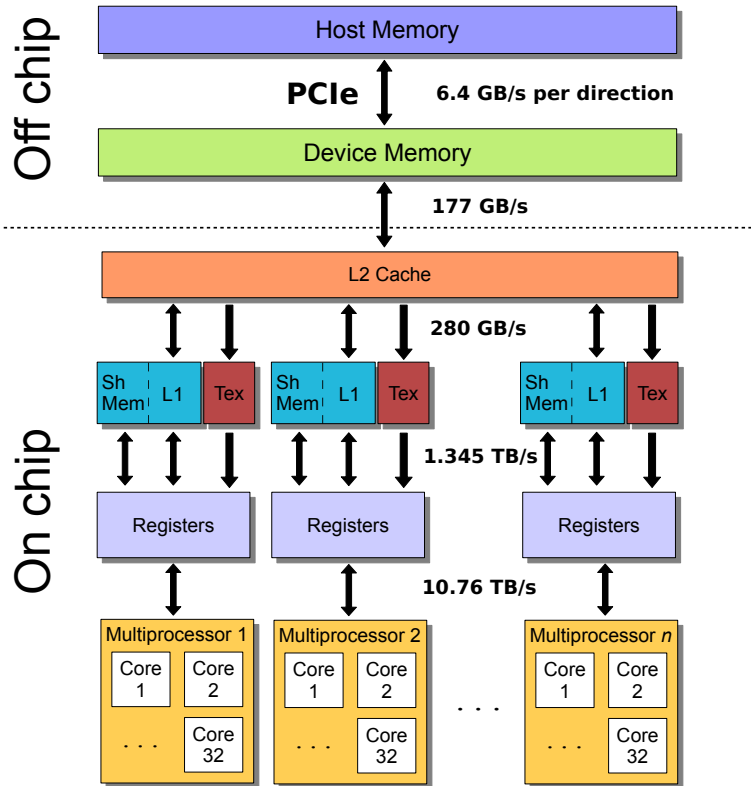 Off chip
Host Memory
PCIe
6.4 GB/s per direction
Device Memory
177 GB/s
On chip
L2 Cache
280 GB/s
Sh
Mem
L1
Tex
Sh
Mem
L1
Tex
Sh
Mem
L1
Tex
1.345 TB/s
Registers
Registers
Registers
10.76 TB/s
Multiprocessor 1
Core
1
Core
2
. . .
Core
32
Multiprocessor 2
Core
1
Core
2
. . .
Core
32
. . .
Multiprocessor n
Core
1
Core
2
. . .
Core
32